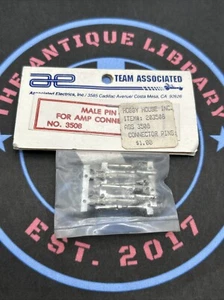 THE ANTIQUE LIBRARY
ae TEAM ASSOCIATED
Associated Electrics, Inc / 3585 Cadillac Avenue/ Costa Mesa, CA 92626
MALE PIN
FOR AMP CONNE
NO. 3508
HOBBY HOUSE INC.
ITEM# 203508
ASS 3508
CONNECTOR PINS
$1.00
EST. 2017